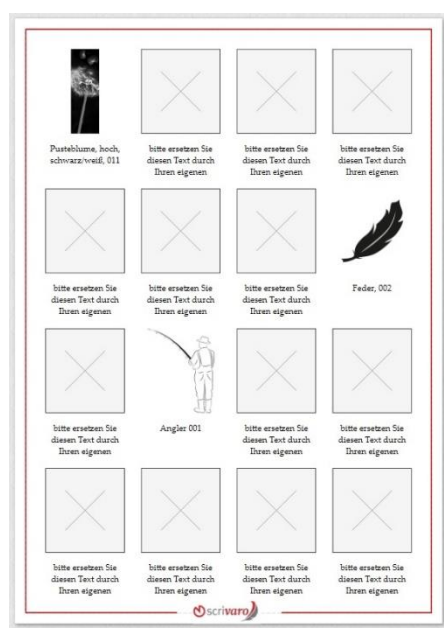 Pusteblume, hoch,
schwarz/weiß, 011
bitte ersetzen Sie
diesen Text durch
Ihren eigenen
bitte ersetzen Sie
diesen Text durch
Ihren eigenen
bitte ersetzen Sie
diesen Text durch
Ihren eigenen
bitte ersetzen Sie
diesen Text durch
Ihren eigenen
bitte ersetzen Sie
diesen Text durch
Ihren eigenen
bitte ersetzen Sie
diesen Text durch
Ihren eigenen
Feder, 002
bitte ersetzen Sie
diesen Text durch
Ihren eigenen
Angler 001
bitte ersetzen Sie
diesen Text durch
Ihren eigenen
bitte ersetzen Sie
diesen Text durch
Ihren eigenen
bitte ersetzen Sie
diesen Text durch
Ihren eigenen
bitte ersetzen Sie
diesen Text durch
Ihren eigenen
bitte ersetzen Sie
diesen Text durch
Ihren eigenen
bitte ersetzen Sie
diesen Text durch
Ihren eigenen
scrivaro